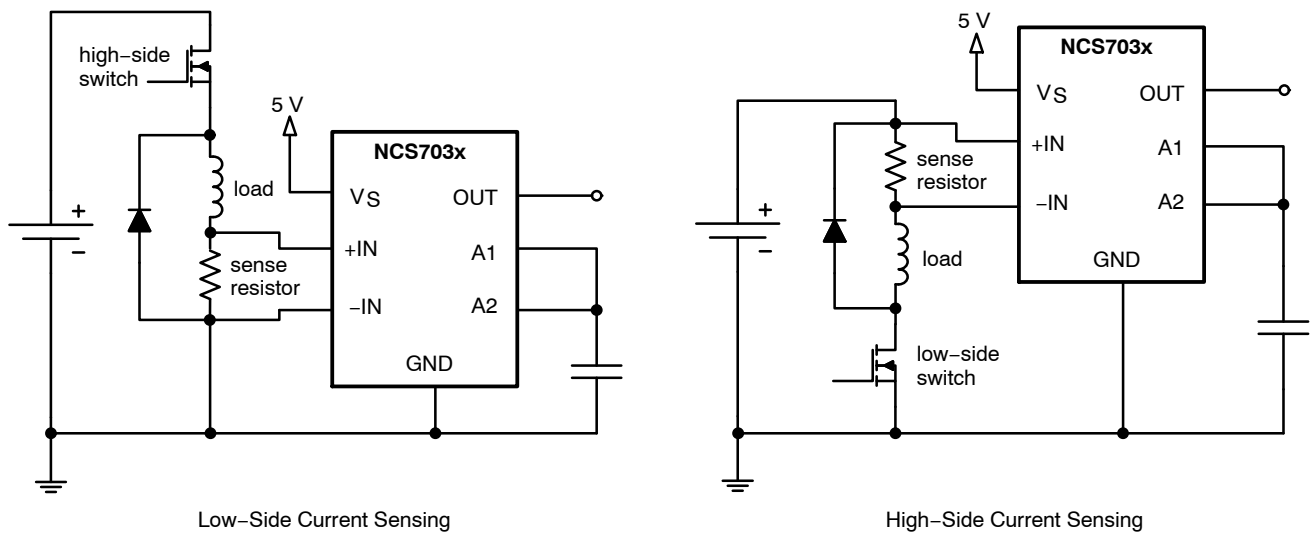 high−side
switch
5 V
NCS703x
VS
OUT
load
+IN
A1
sense
resistor
−IN
A2
GND
+
−
Low−Side Current Sensing
5 V
NCS703x
VS
OUT
+IN
A1
sense
resistor
−IN
A2
+
−
load
GND
low−side
switch
High−Side Current Sensing